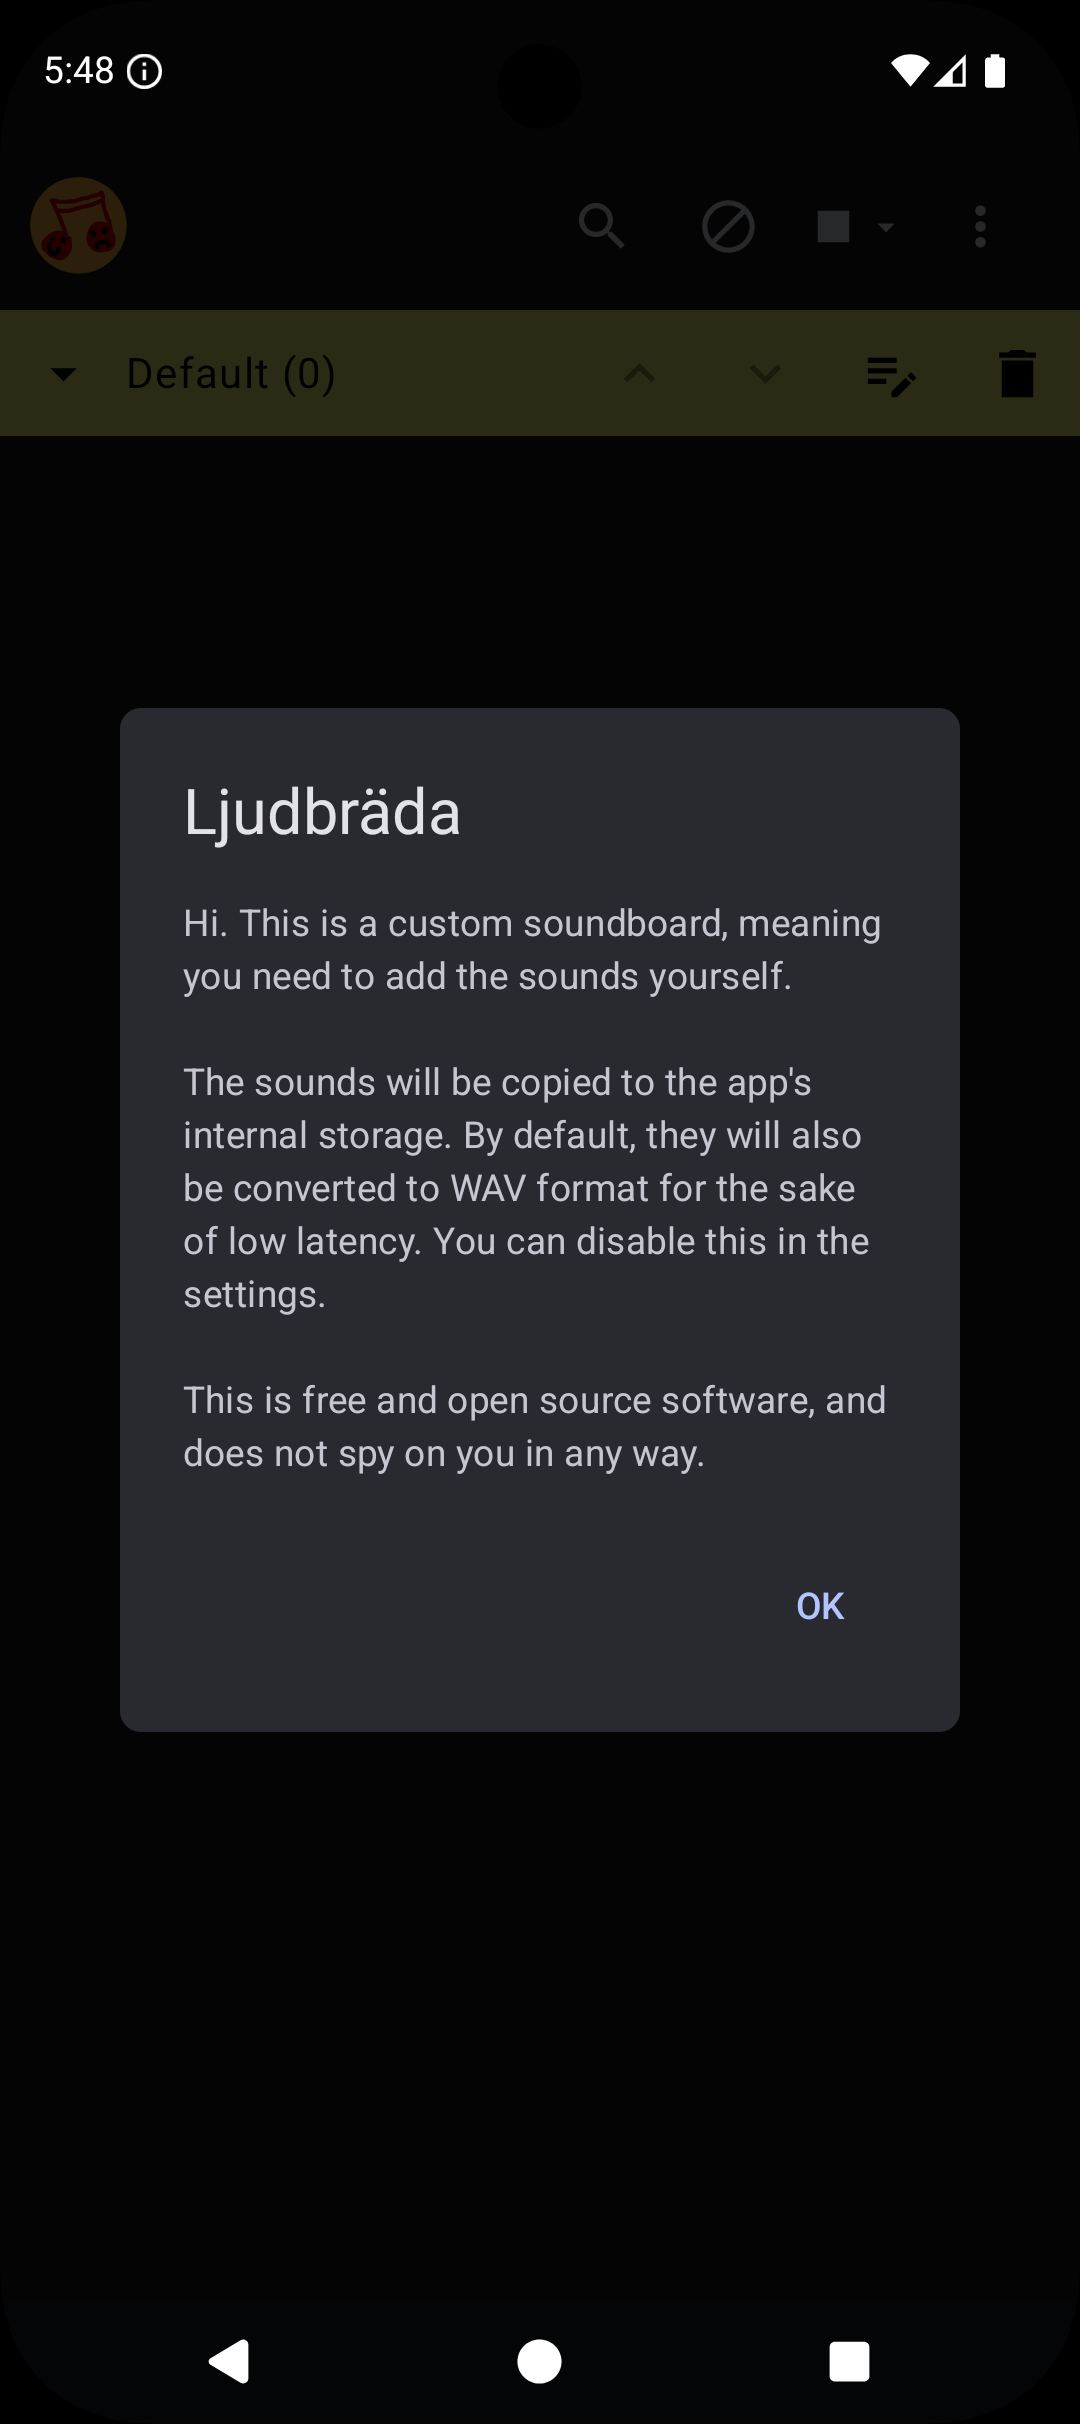 5:48
Default (0)
Ljudbräda
Hi. This is a custom soundboard, meaning
you need to add the sounds yourself.
The sounds will be copied to the app's
internal storage. By default, they will also
be converted to WAV format for the sake
of low latency. You can disable this in the
settings.
This is free and open source software, and
does not spy on you in any way.
OK